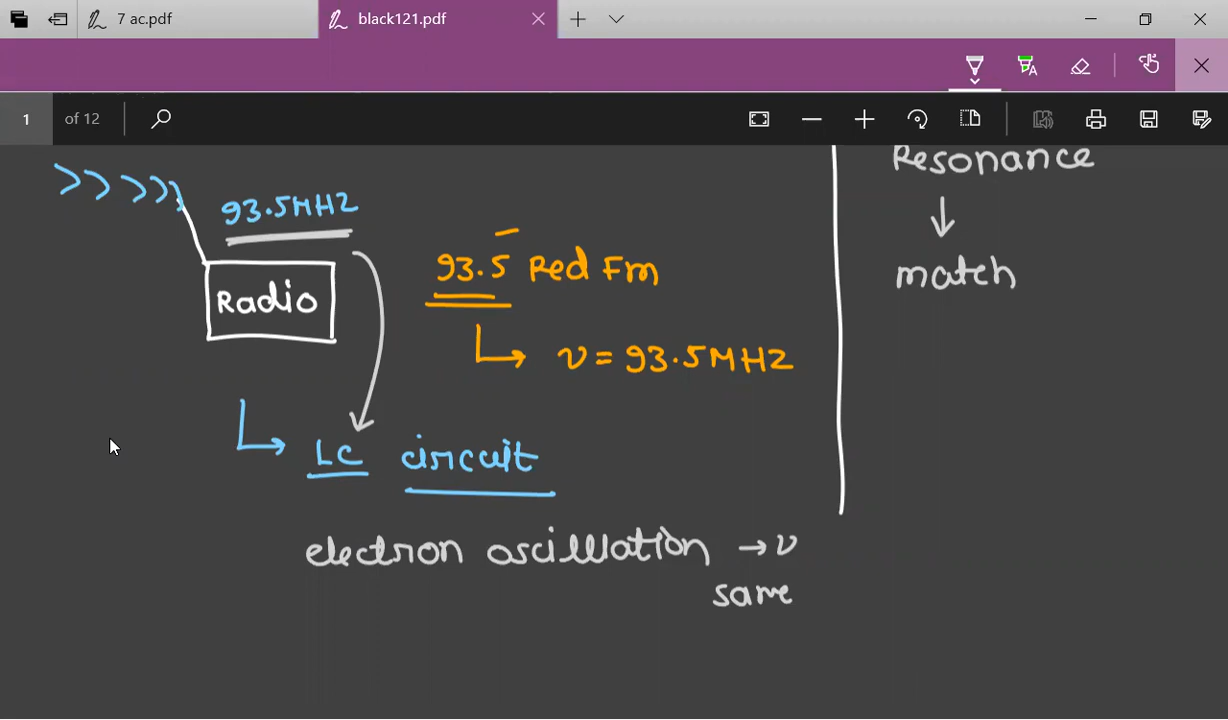 7 ac.pdf
black121.pdf
1 of 12
93.5MHZ
Radio
93.5 Red Fm
ν = 93.5MHZ
LC circuit
electron oscilllation → ν
same
Resonance
↓
match